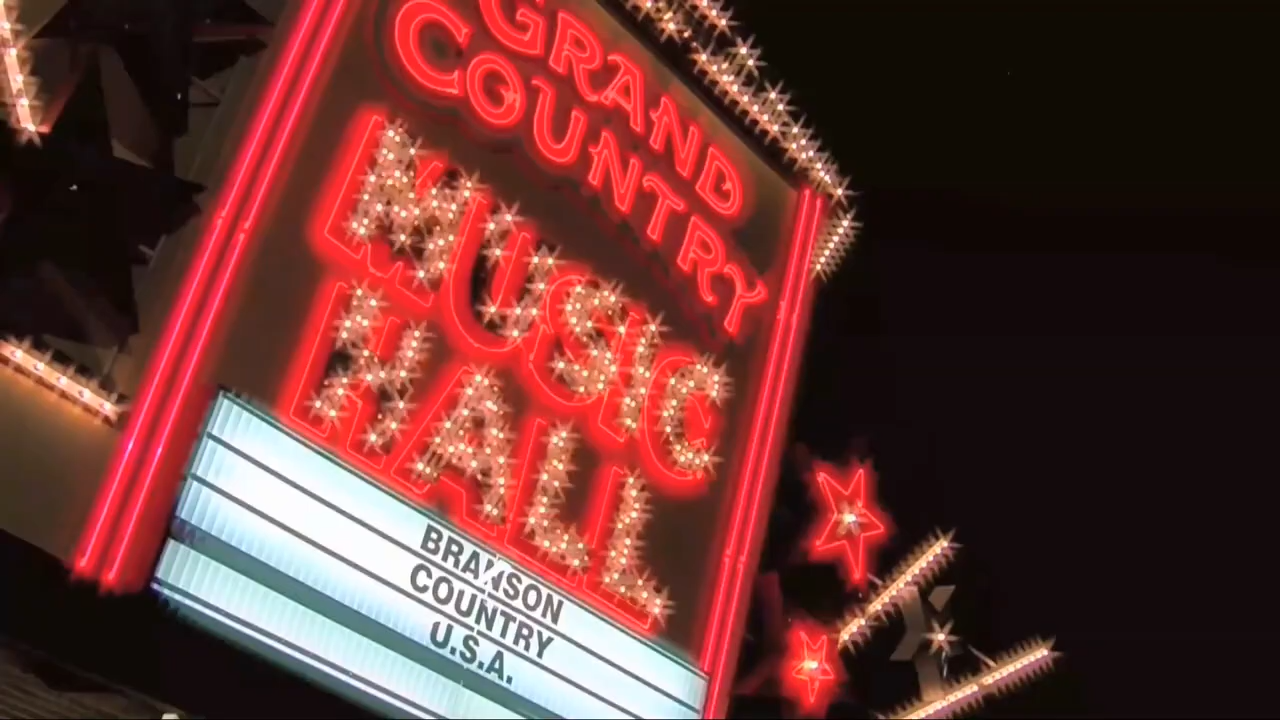 GRAND
COUNTRY
MUSIC
HALL
BRANSON
COUNTRY
U.S.A.